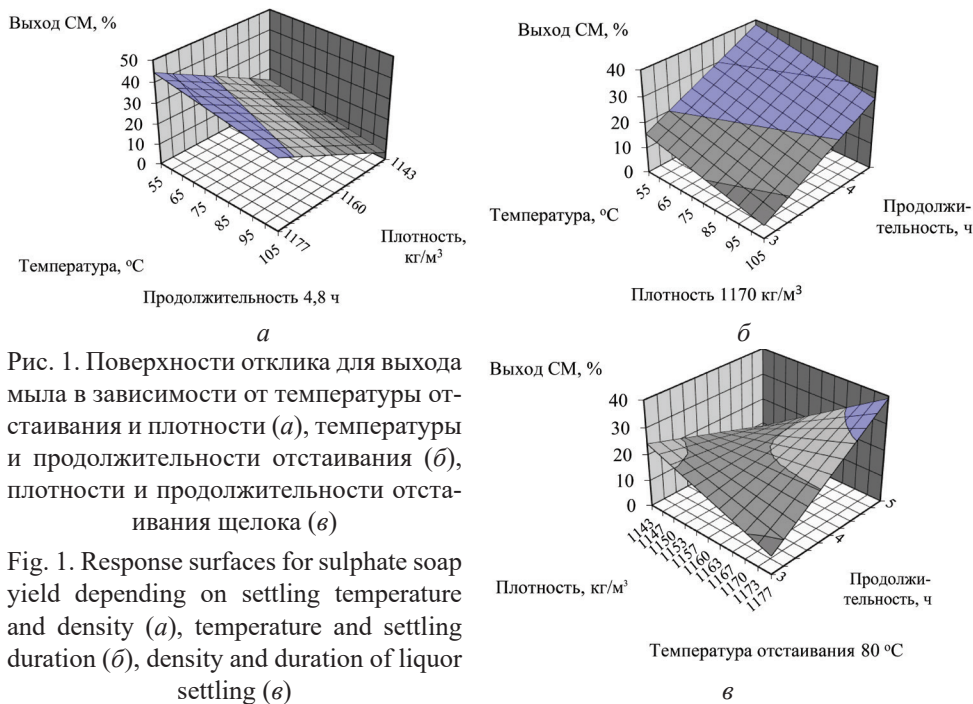 Выход СМ, %
50
40
30
20
10
0
55
65
75
85
95
105
1177
1160
1143
Температура, °С
Плотность,
кг/м³
Продолжительность 4,8 ч
а
Выход СМ, %
40
30
20
10
0
55
65
75
85
95
105
3
4
Температура, °С
Продолжи-
тельность, ч
Плотность 1170 кг/м³
б
Рис. 1. Поверхности отклика для выхода
мыла в зависимости от температуры от-
стаивания и плотности (а), температуры
и продолжительности отстаивания (б),
плотности и продолжительности отста-
ивания щелока (в)
Fig. 1. Response surfaces for sulphate soap
yield depending on settling temperature
and density (a), temperature and settling
duration (б), density and duration of liquor
settling (в)
Выход СМ, %
40
30
20
10
0
1143
1147
1150
1153
1157
1160
1163
1167
1170
1173
1177
3
4
5
Плотность, кг/м³
Продолжи-
тельность, ч
Температура отстаивания 80 °С
в